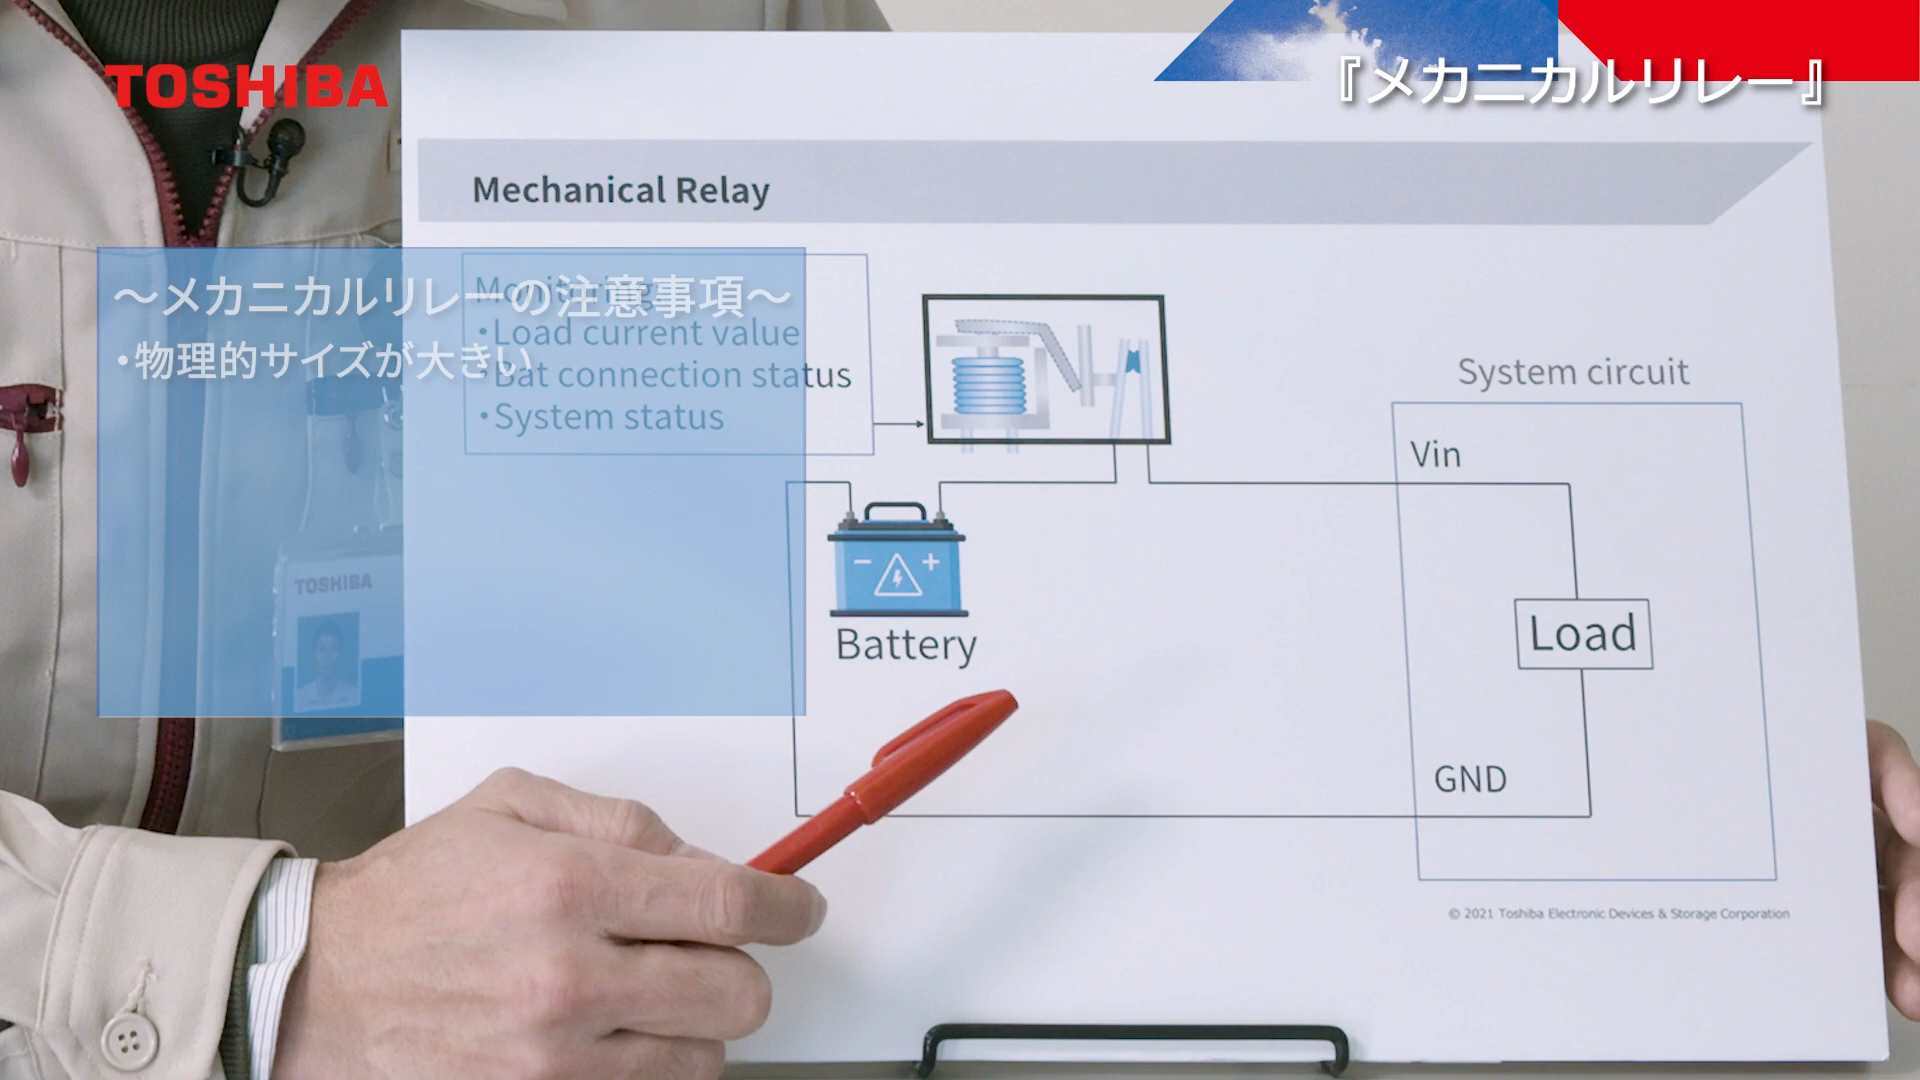 TOSHIBA
『メカニカルリレー』
Mechanical Relay
～メカニカルリレーの注意事項～
・物理的サイズが大きい
Monitoring
・Load current value
・Bat connection status
・System status
System circuit
Vin
Load
GND
Battery
TOSHIBA
© 2021 Toshiba Electronic Devices & Storage Corporation